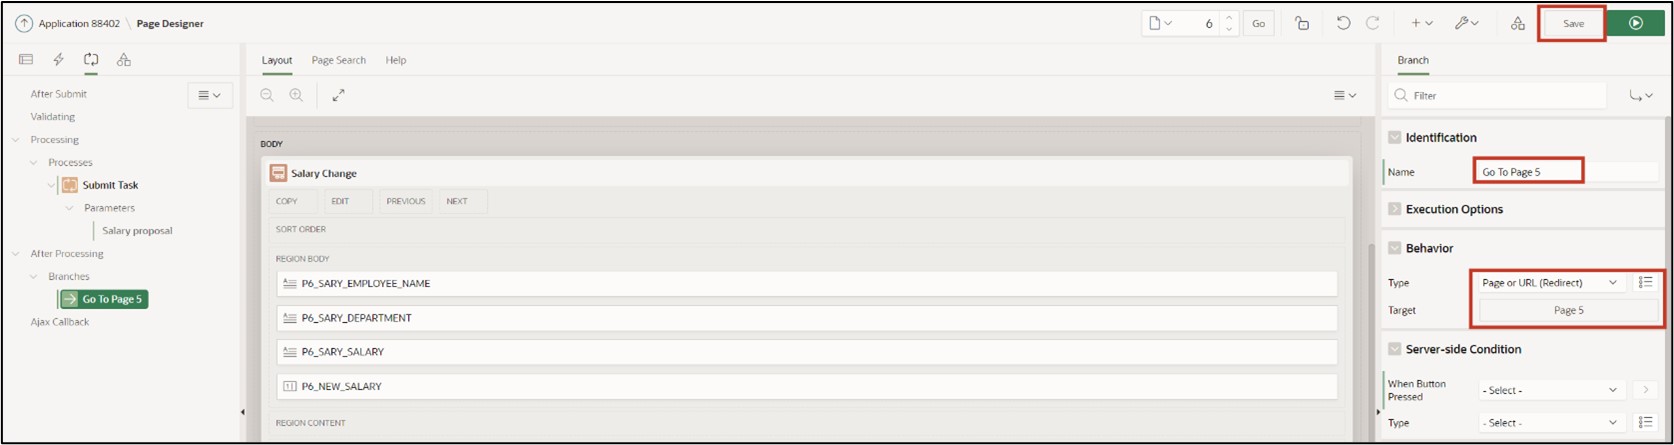 Application 88402 \ Page Designer
6 Go Save
After Submit
Validating
Processing
Processes
Submit Task
Parameters
Salary proposal
After Processing
Branches
Go To Page 5
Ajax Callback
Layout Page Search Help
BODY
Salary Change
COPY EDIT PREVIOUS NEXT
SORT ORDER
REGION BODY
P6_SARY_EMPLOYEE_NAME
P6_SARY_DEPARTMENT
P6_SARY_SALARY
P6_NEW_SALARY
REGION CONTENT
Branch
Filter
Identification
Name Go To Page 5
Execution Options
Behavior
Type Page or URL (Redirect)
Target Page 5
Server-side Condition
When Button
Pressed - Select -
Type - Select -